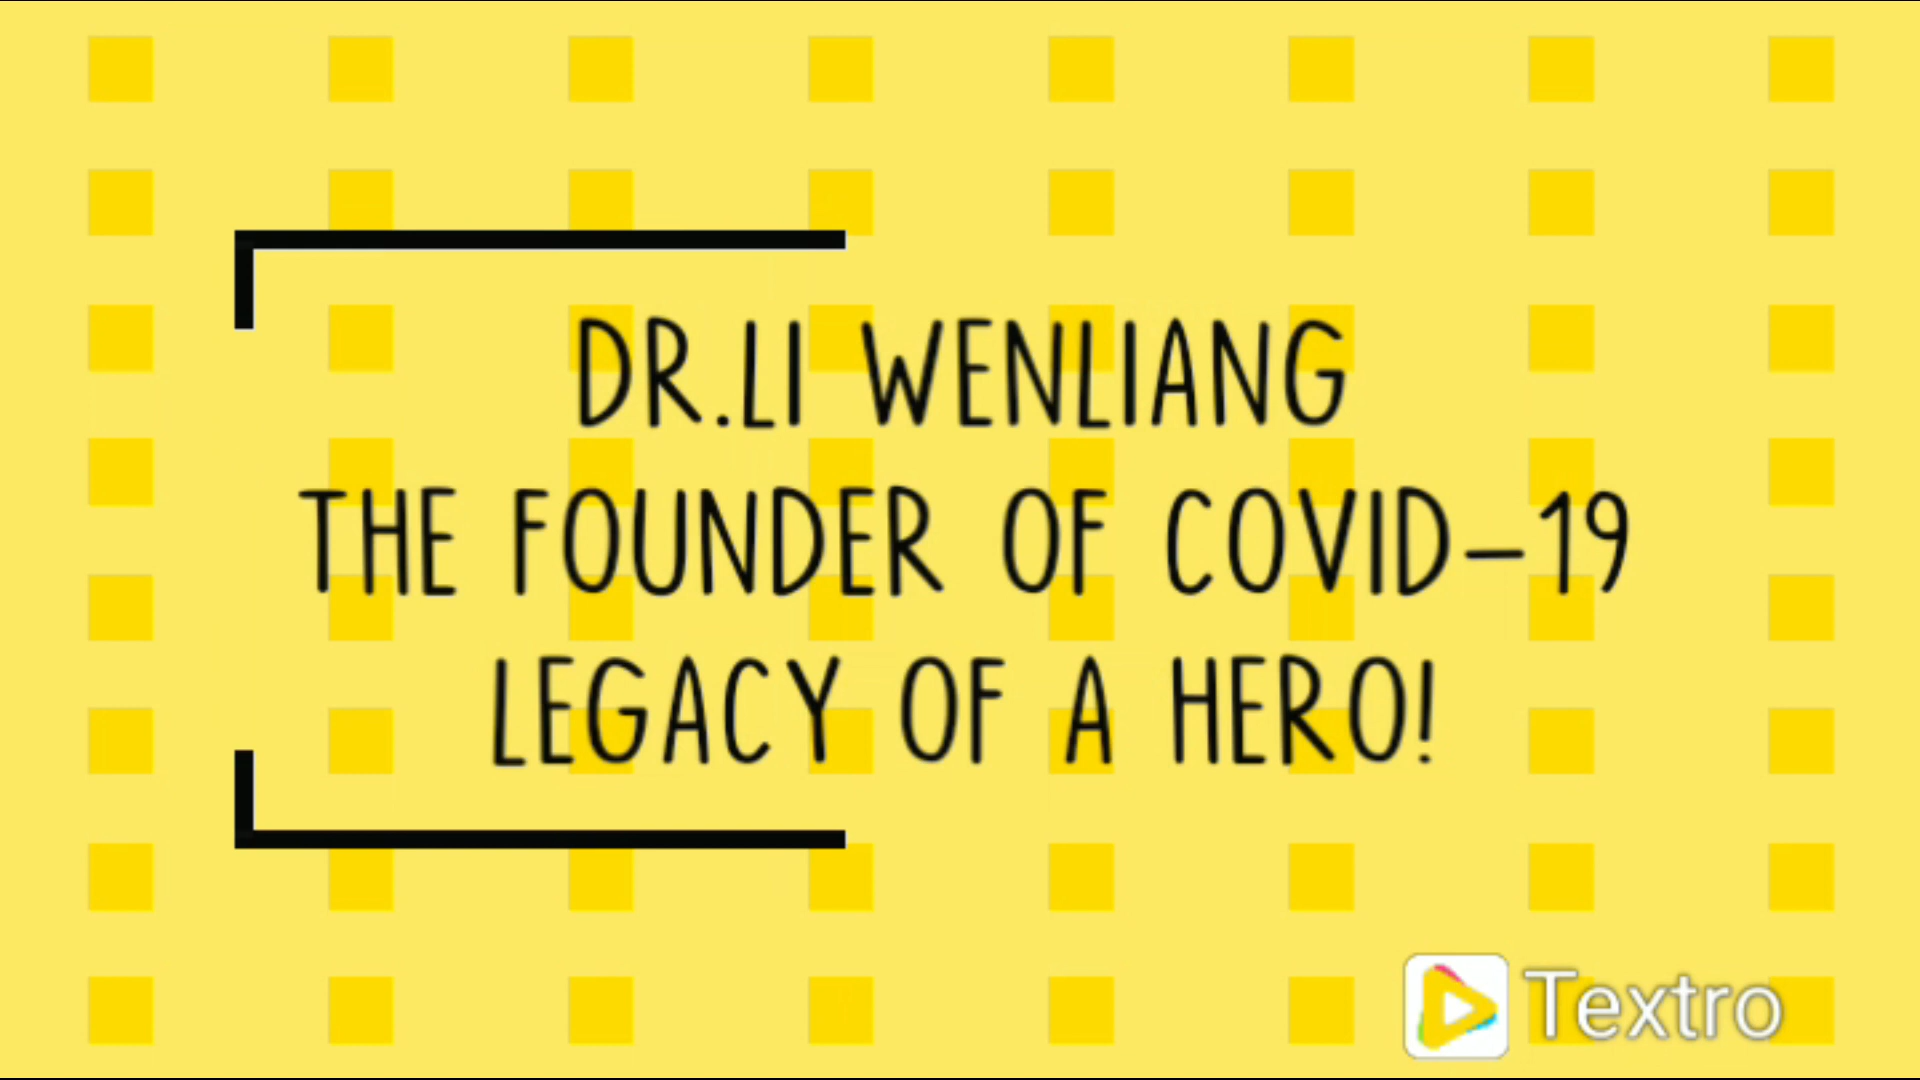 DR.LI WENLIANG
THE FOUNDER OF COVID-19
LEGACY OF A HERO!
Textro